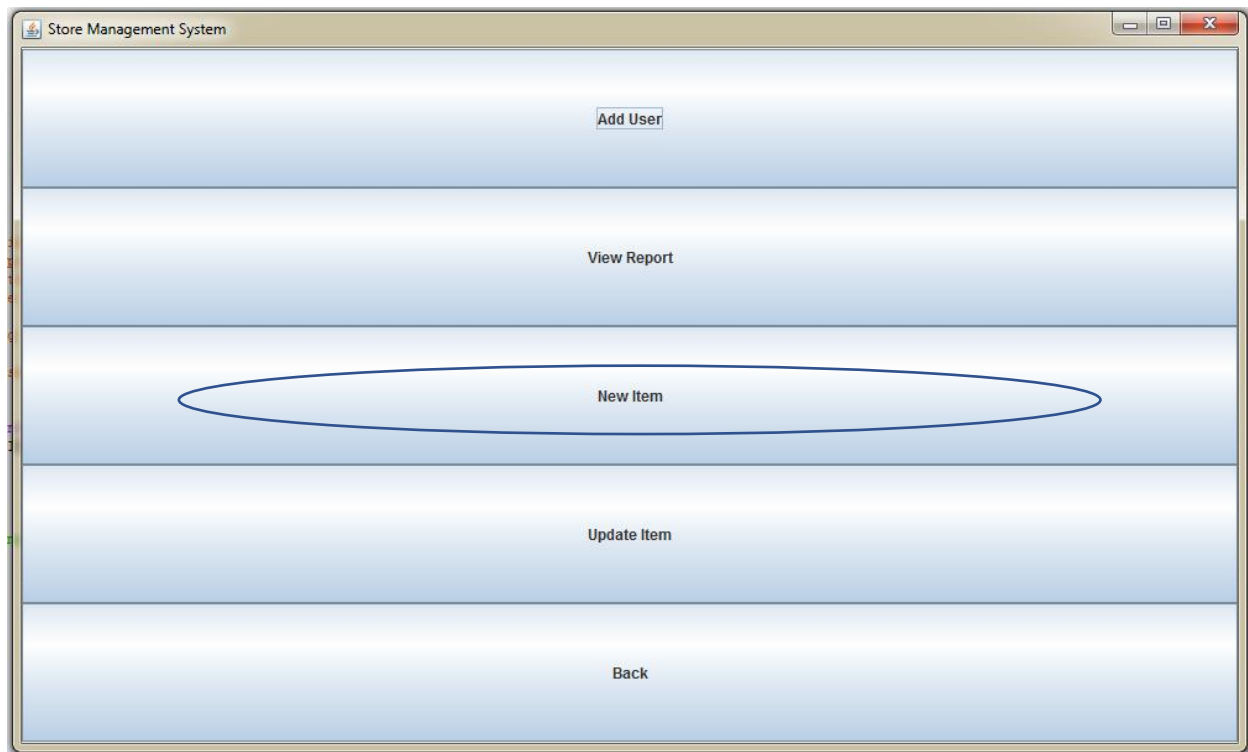 Store Management System
Add User
View Report
New Item
Update Item
Back